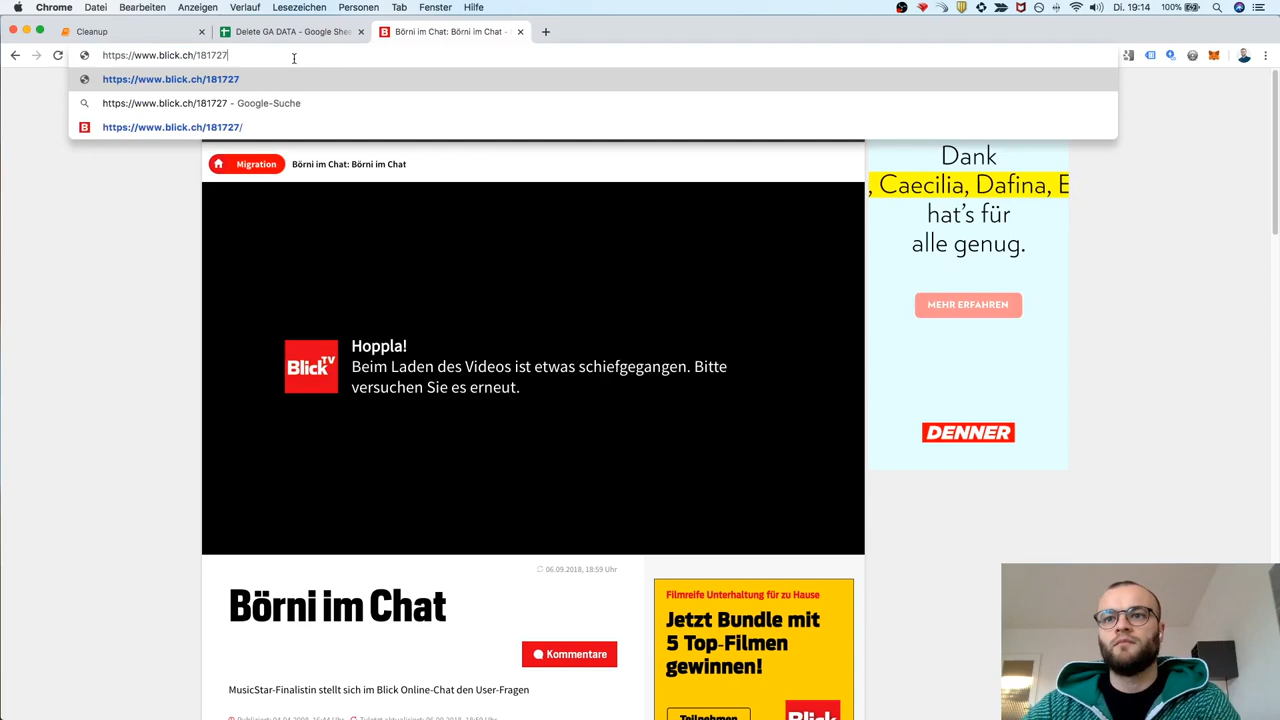 Chrome Datei Bearbeiten Anzeigen Verlauf Lesezeichen Personen Tab Fenster Hilfe 100% Di. 19:14
Cleanup Delete GA DATA - Google Shee Börni im Chat: Börni im Chat -
https://www.blick.ch/181727
https://www.blick.ch/181727
https://www.blick.ch/181727 - Google-Suche
B https://www.blick.ch/181727/
Migration Börni im Chat: Börni im Chat
Dank
, Caecilia, Dafina, E
hat's für
alle genug.
MEHR ERFAHREN
DENNER
Blick TV
Hoppla!
Beim Laden des Videos ist etwas schiefgegangen. Bitte
versuchen Sie es erneut.
06.09.2018, 18:59 Uhr
Börni im Chat
Kommentare
MusicStar-Finalistin stellt sich im Blick Online-Chat den User-Fragen
Filmreife Unterhaltung für zu Hause
Jetzt Bundle mit
5 Top-Filmen
gewinnen!
Teilnehmen
Blick